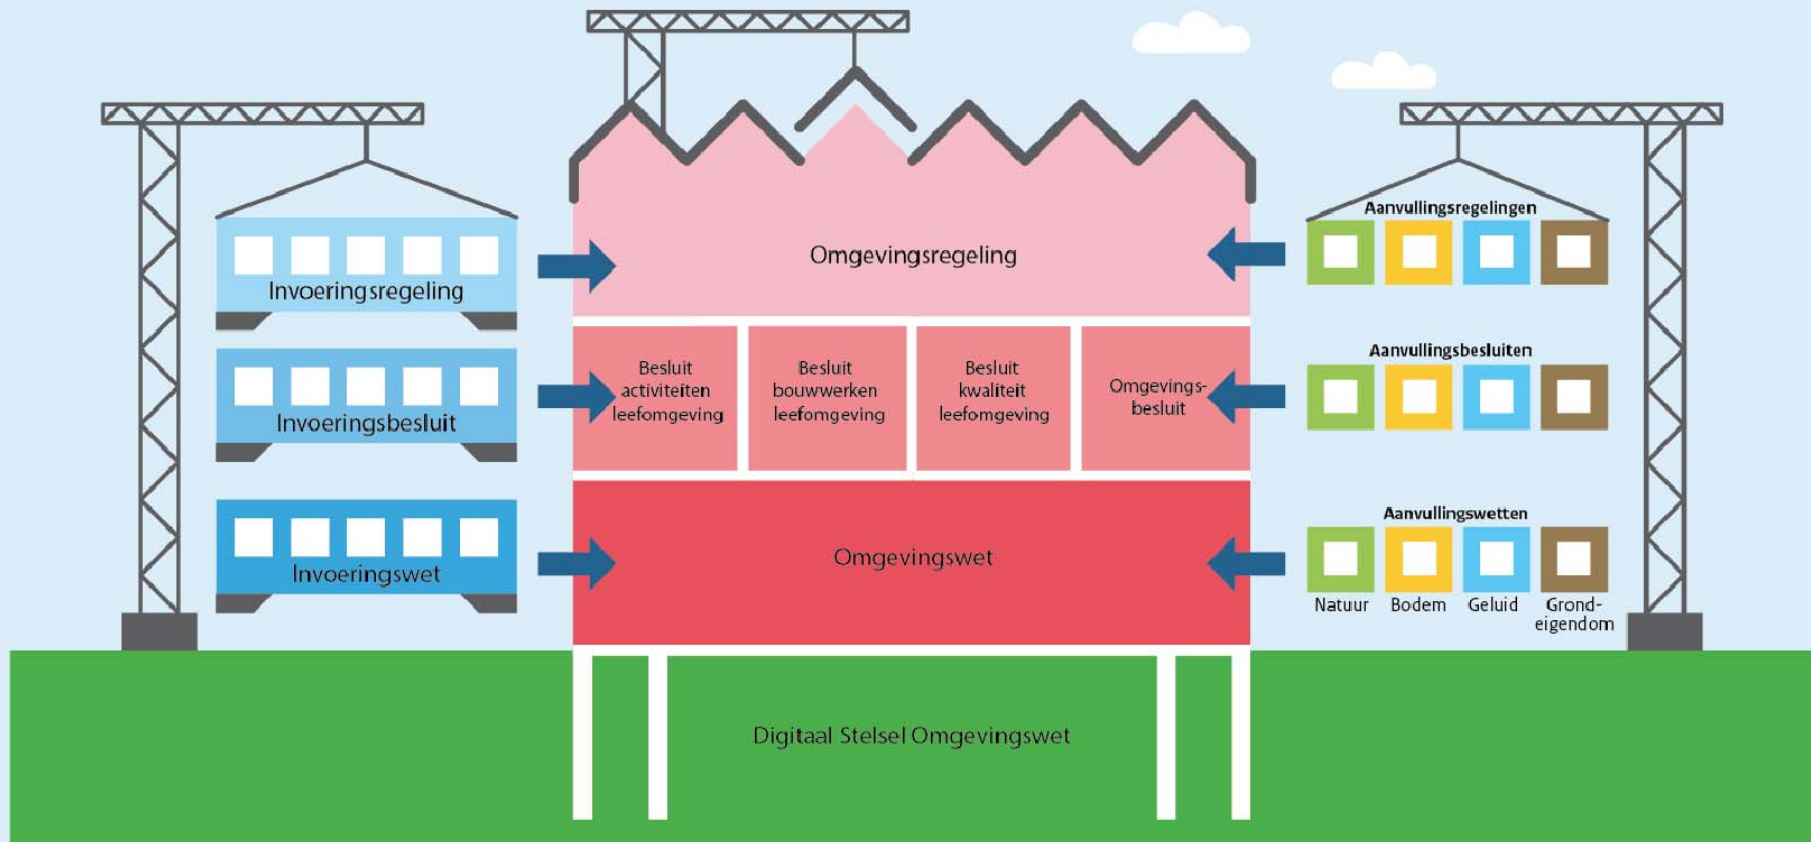 Invoeringsregeling
Invoeringsbesluit
Invoeringswet
Omgevingsregeling
Besluit
activiteiten
leefomgeving
Besluit
bouwwerken
leefomgeving
Besluit
kwaliteit
leefomgeving
Omgevings-
besluit
Omgevingswet
Digitaal Stelsel Omgevingswet
Aanvullingsregelingen
Aanvullingsbesluiten
Aanvullingswetten
Natuur
Bodem
Geluid
Grond-
eigendom